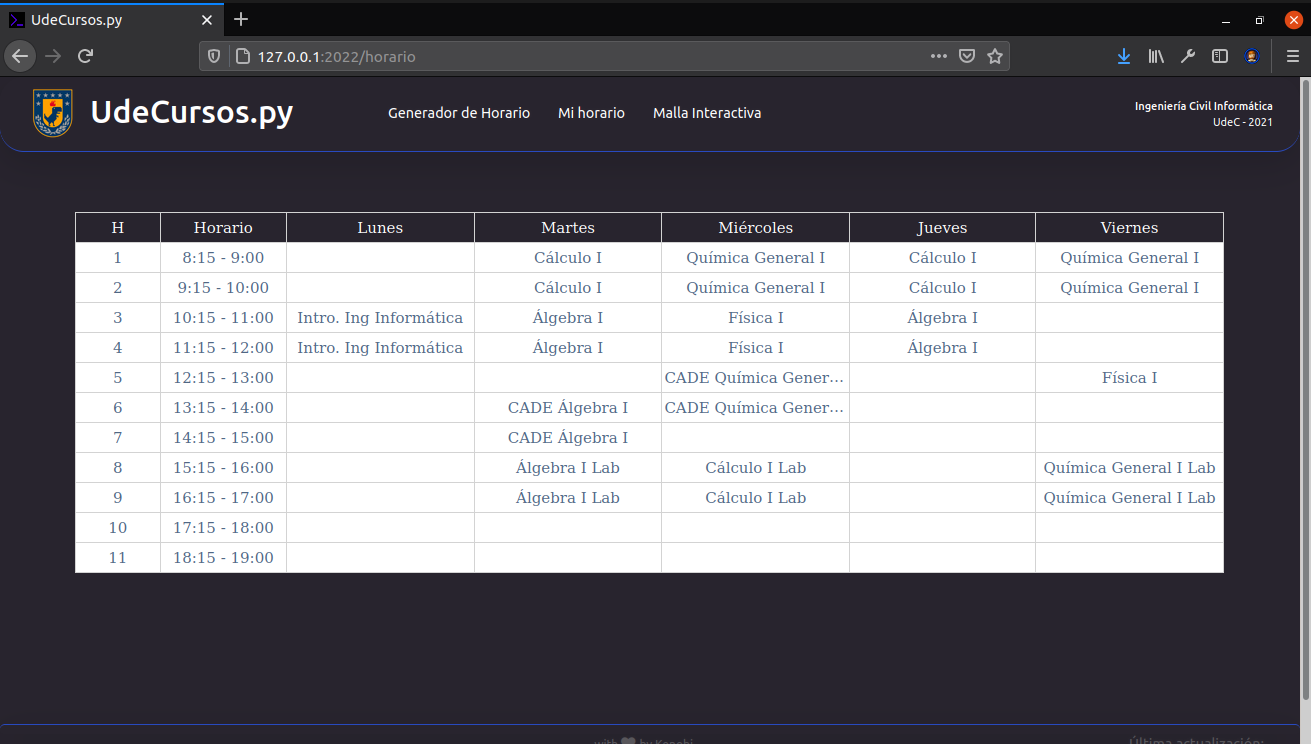 UdeCursos.py
127.0.0.1:2022/horario
UdeCursos.py
Generador de Horario Mi horario Malla Interactiva
Ingeniería Civil Informática
UdeC - 2021
H Horario Lunes Martes Miércoles Jueves Viernes
1 8:15 - 9:00 Cálculo I Química General I Cálculo I Química General I
2 9:15 - 10:00 Cálculo I Química General I Cálculo I Química General I
3 10:15 - 11:00 Intro. Ing Informática Álgebra I Física I Álgebra I
4 11:15 - 12:00 Intro. Ing Informática Álgebra I Física I Álgebra I
5 12:15 - 13:00 CADE Química Gener... Física I
6 13:15 - 14:00 CADE Álgebra I CADE Química Gener...
7 14:15 - 15:00 CADE Álgebra I
8 15:15 - 16:00 Álgebra I Lab Cálculo I Lab Química General I Lab
9 16:15 - 17:00 Álgebra I Lab Cálculo I Lab Química General I Lab
10 17:15 - 18:00
11 18:15 - 19:00
with by Última actualización: